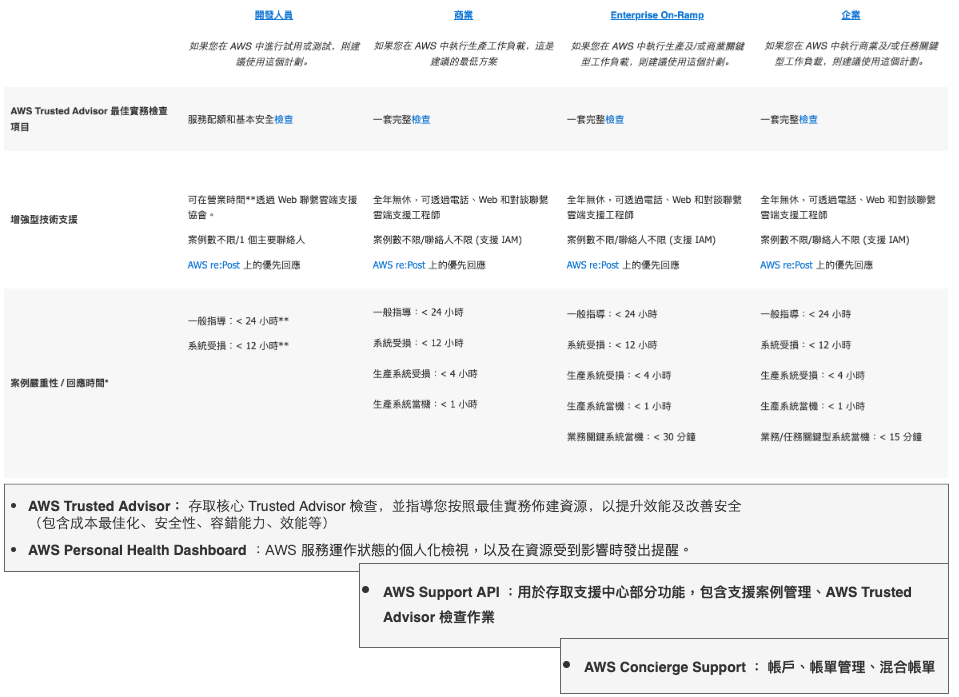 開發人員
商業
Enterprise On-Ramp
企業
如果您在 AWS 中進行試用或測試，則建
議使用這個計劃。
如果您在 AWS 中執行生產工作負載，這是
建議的最低方案
如果您在 AWS 中執行生產及/或商業關鍵
型工作負載，則建議使用這個計劃。
如果您在 AWS 中執行商業及/或任務關鍵
型工作負載，則建議使用這個計劃。
AWS Trusted Advisor 最佳實務檢查
項目
服務配額和基本安全檢查
一套完整檢查
一套完整檢查
一套完整檢查
增強型技術支援
可在營業時間**透過 Web 聯繫雲端支援
協會。
案例數不限/1 個主要聯絡人
AWS re:Post 上的優先回應
全年無休，可透過電話、Web 和對談聯繫
雲端支援工程師
案例數不限/聯絡人不限 (支援 IAM)
AWS re:Post 上的優先回應
全年無休，可透過電話、Web 和對談聯繫
雲端支援工程師
案例數不限/聯絡人不限 (支援 IAM)
AWS re:Post 上的優先回應
全年無休，可透過電話、Web 和對談聯繫
雲端支援工程師
案例數不限/聯絡人不限 (支援 IAM)
AWS re:Post 上的優先回應
案例嚴重性 / 回應時間*
一般指導：< 24 小時**
系統受損：< 12 小時**
一般指導：< 24 小時
系統受損：< 12 小時
生產系統受損：< 4 小時
生產系統當機：< 1 小時
一般指導：< 24 小時
系統受損：< 12 小時
生產系統受損：< 4 小時
生產系統當機：< 1 小時
業務關鍵系統當機：< 30 分鐘
一般指導：< 24 小時
系統受損：< 12 小時
生產系統受損：< 4 小時
生產系統當機：< 1 小時
業務/任務關鍵型系統當機：< 15 分鐘
• AWS Trusted Advisor： 存取核心 Trusted Advisor 檢查，並指導您按照最佳實務佈建資源，以提升效能及改善安全
（包含成本最佳化、安全性、容錯能力、效能等）
• AWS Personal Health Dashboard ：AWS 服務運作狀態的個人化檢視，以及在資源受到影響時發出提醒。
• AWS Support API ：用於存取支援中心部分功能，包含支援案例管理、AWS Trusted
Advisor 檢查作業
• AWS Concierge Support ： 帳戶、帳單管理、混合帳單